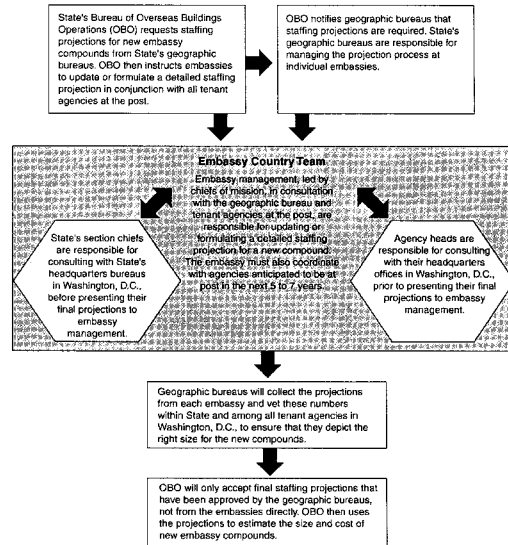 State's Bureau of Overseas Buildings
Operations (OBO) requests staffing
projections for new embassy
compounds from State's geographic
bureaus. OBO then instructs embassies
to update or formulate a detailed staffing
projection in conjunction with all tenant
agencies at the post.
OBO notifies geographic bureaus that
staffing projections are required. State's
geographic bureaus are responsible for
managing the projection process at
individual embassies.
Embassy Country Team
Embassy management, led by
chiefs of mission, in consultation
with the geographic bureau and
tenant agencies at the post, are
responsible for updating or
formulating a detailed staffing
projections for a new compound.
The embassy must also coordinate
with agencies anticipated to be at
post in the next 5 to 7 years.
State's section chiefs
are responsible for
consulting with State's
headquarters bureaus
in Washington, D.C.,
before presenting their
final projections to
embassy
management.
Agency heads are
responsible for consulting
with their headquarters
offices in Washington, D.C.,
prior to presenting their final
projections to embassy
management.
Geographic bureaus will collect the projections
from each embassy and vet these numbers
within State and among all tenant agencies in
Washington, D.C., to ensure that they depict the
right size for the new compounds.
OBO will only accept final staffing projections
that have been approved by the geographic bureaus,
not from the embassies directly. OBO then uses
the projections to estimate the size and cost of
new embassy compounds.